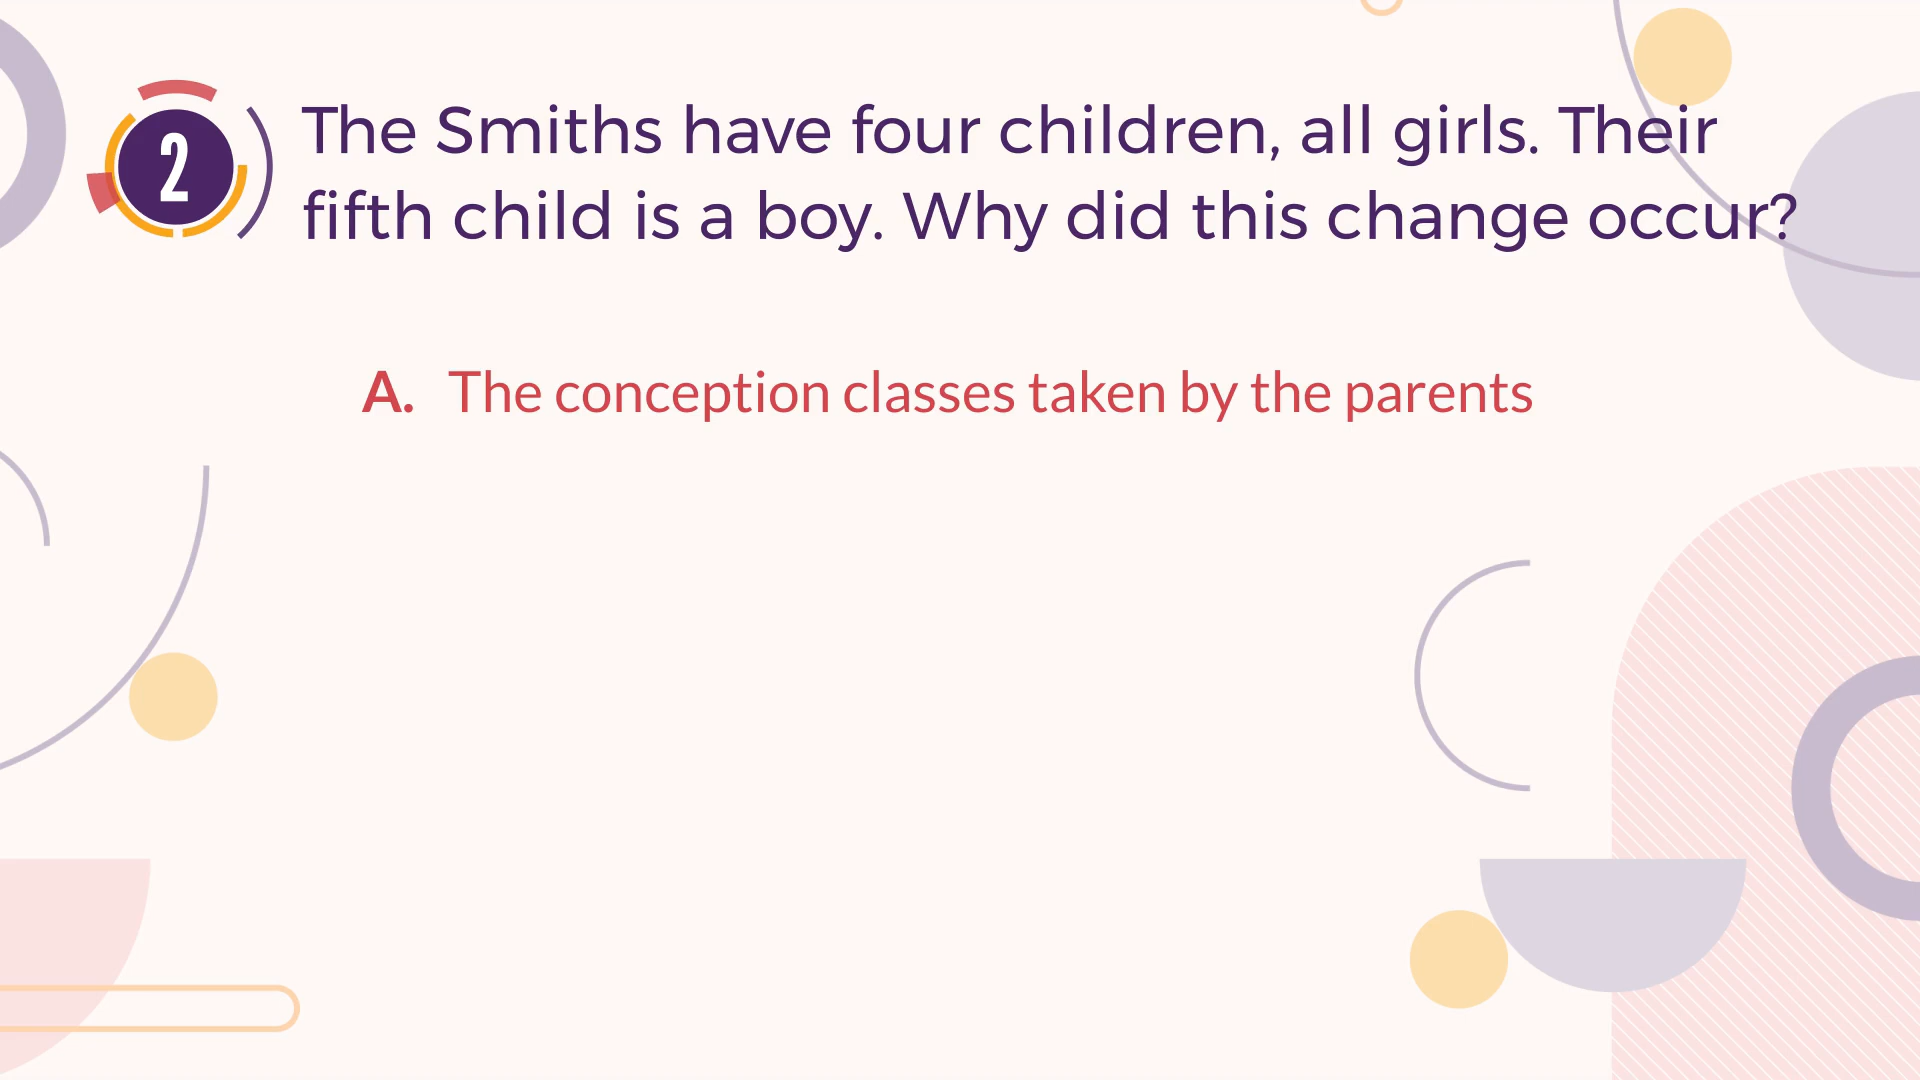 2
The Smiths have four children, all girls. Their
fifth child is a boy. Why did this change occur?
A. The conception classes taken by the parents